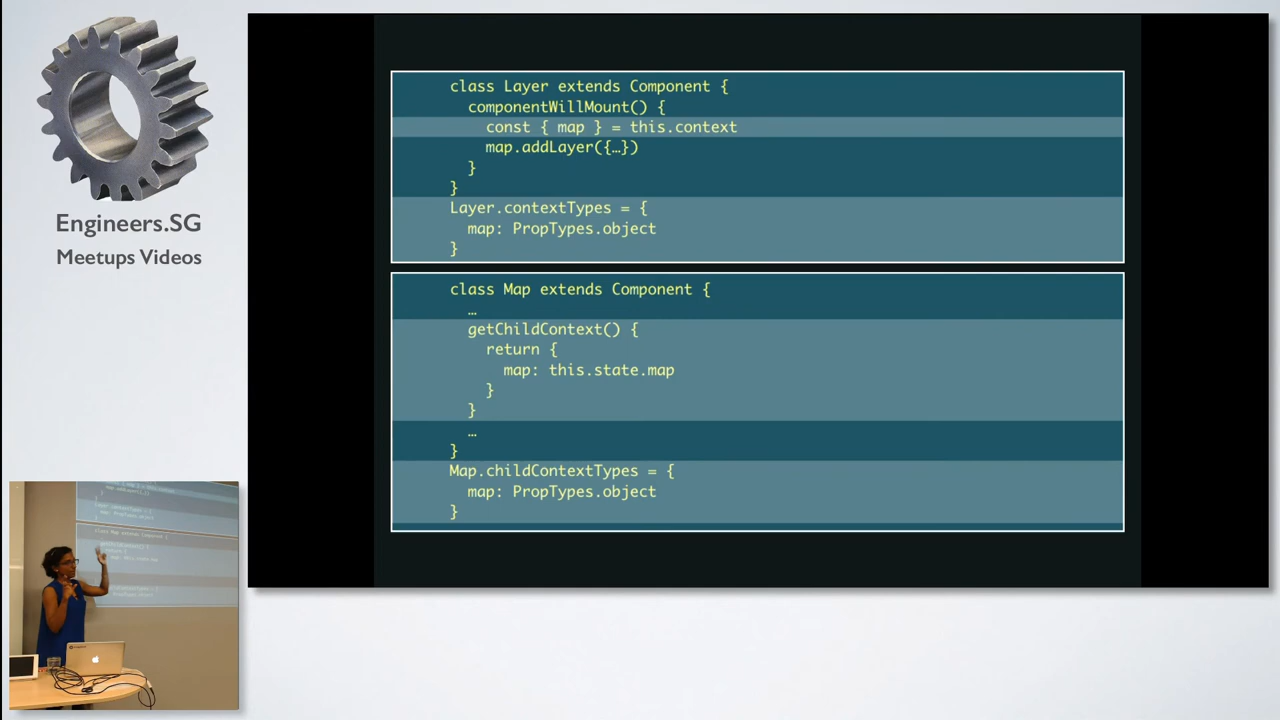 Engineers.SG
Meetups Videos
class Layer extends Component {
componentWillMount() {
const { map } = this.context
map.addLayer({…})
}
}
Layer.contextTypes = {
map: PropTypes.object
}
class Map extends Component {
…
getChildContext() {
return {
map: this.state.map
}
}
…
}
Map.childContextTypes = {
map: PropTypes.object
}